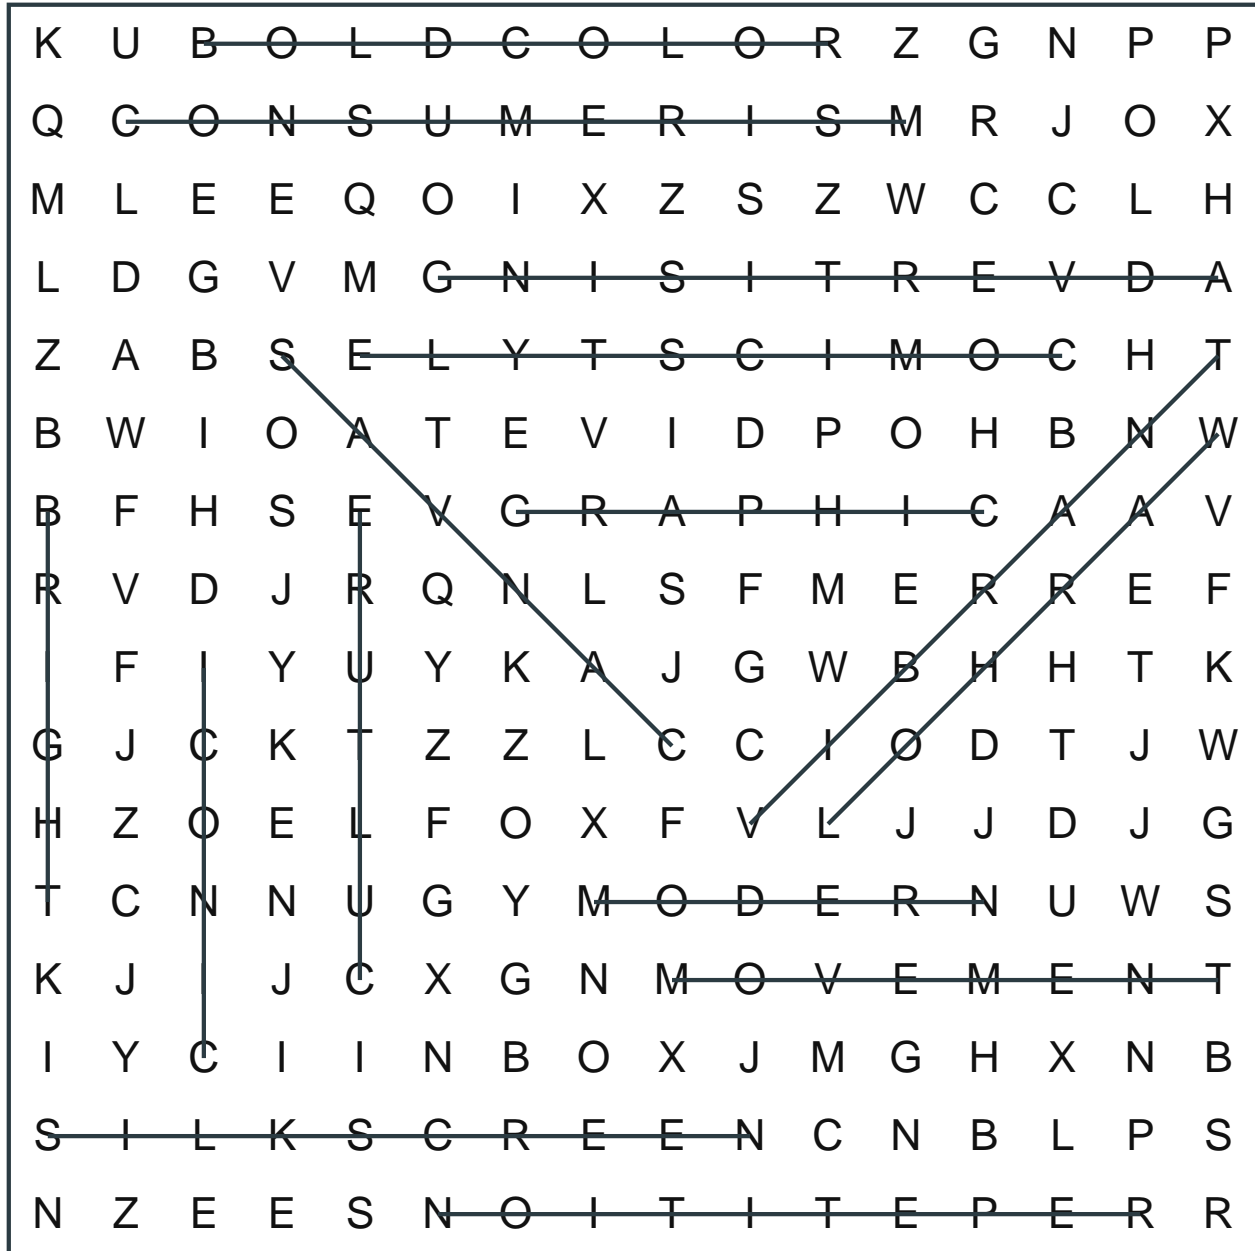 K U B O L D C O L O R Z G N P P
Q C O N S U M E R I S M R J O X
M L E E Q O I X Z S Z W C C L H
L D G V M G N I S I T R E V D A
Z A B S E L Y T S C I M O C H T
B W I O A T E V I D P O H B N W
B F H S E V G R A P H I C A A V
R V D J R Q N L S F M E R R E F
I F I Y U Y K A J G W B H H T K
G J C K T Z Z L C C I O D T J W
H Z O E L F O X F V L J J D J G
T C N N U G Y M O D E R N U W S
K J I J C X G N M O V E M E N T
I Y C I I N B O X J M G H X N B
S I L K S C R E E N C N B L P S
N Z E E S N O I T I T E P E R R